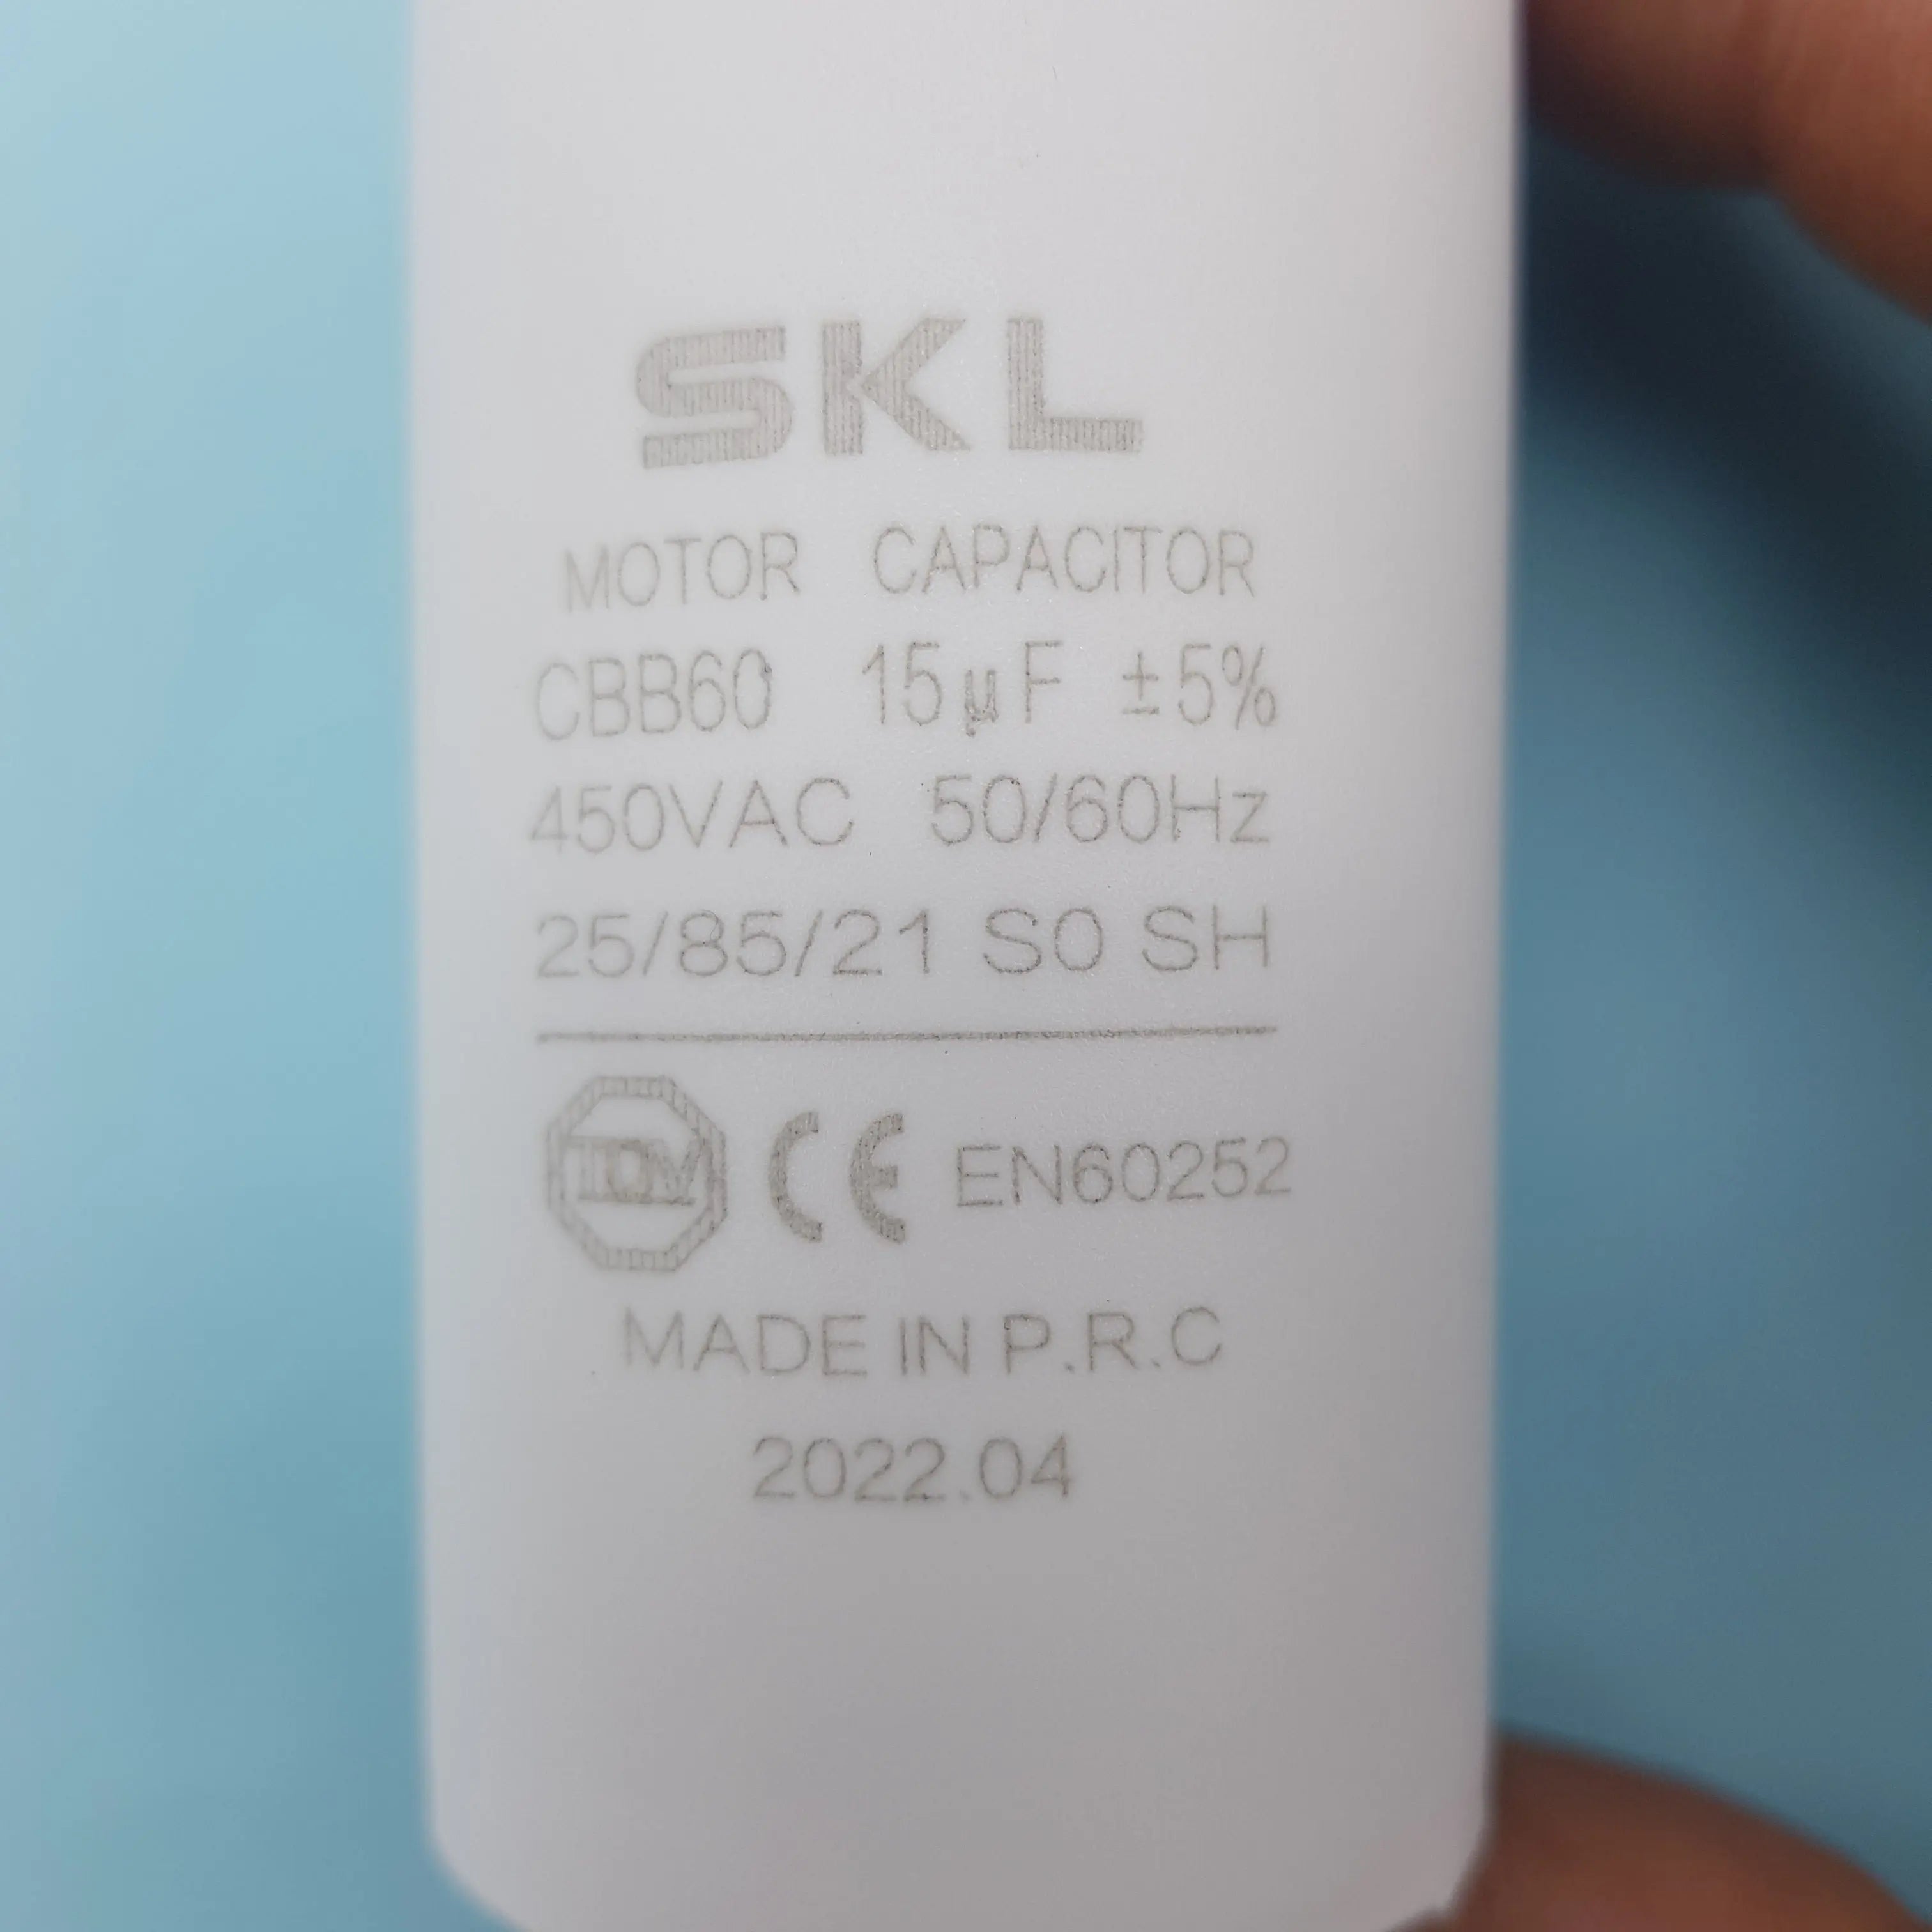 SKL
MOTOR CAPACITOR
CBB60 15μF ±5%
450VAC 50/60Hz
25/85/21 S0 SH
CE EN60252
MADE IN P.R.C
2022.04